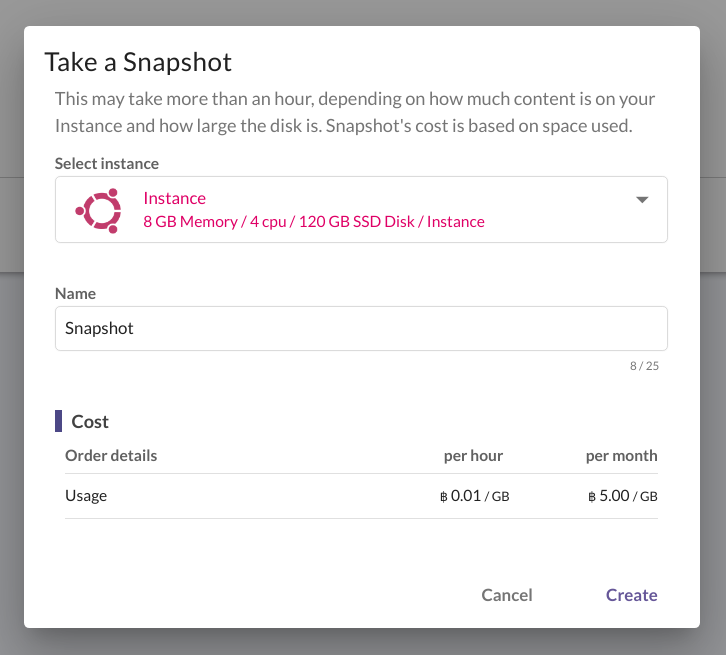 Take a Snapshot
This may take more than an hour, depending on how much content is on your
Instance and how large the disk is. Snapshot's cost is based on space used.
Select instance
Instance
8 GB Memory / 4 cpu / 120 GB SSD Disk / Instance
Name
Snapshot
8 / 25
Cost
Order details per hour per month
Usage ฿ 0.01 / GB ฿ 5.00 / GB
Cancel Create